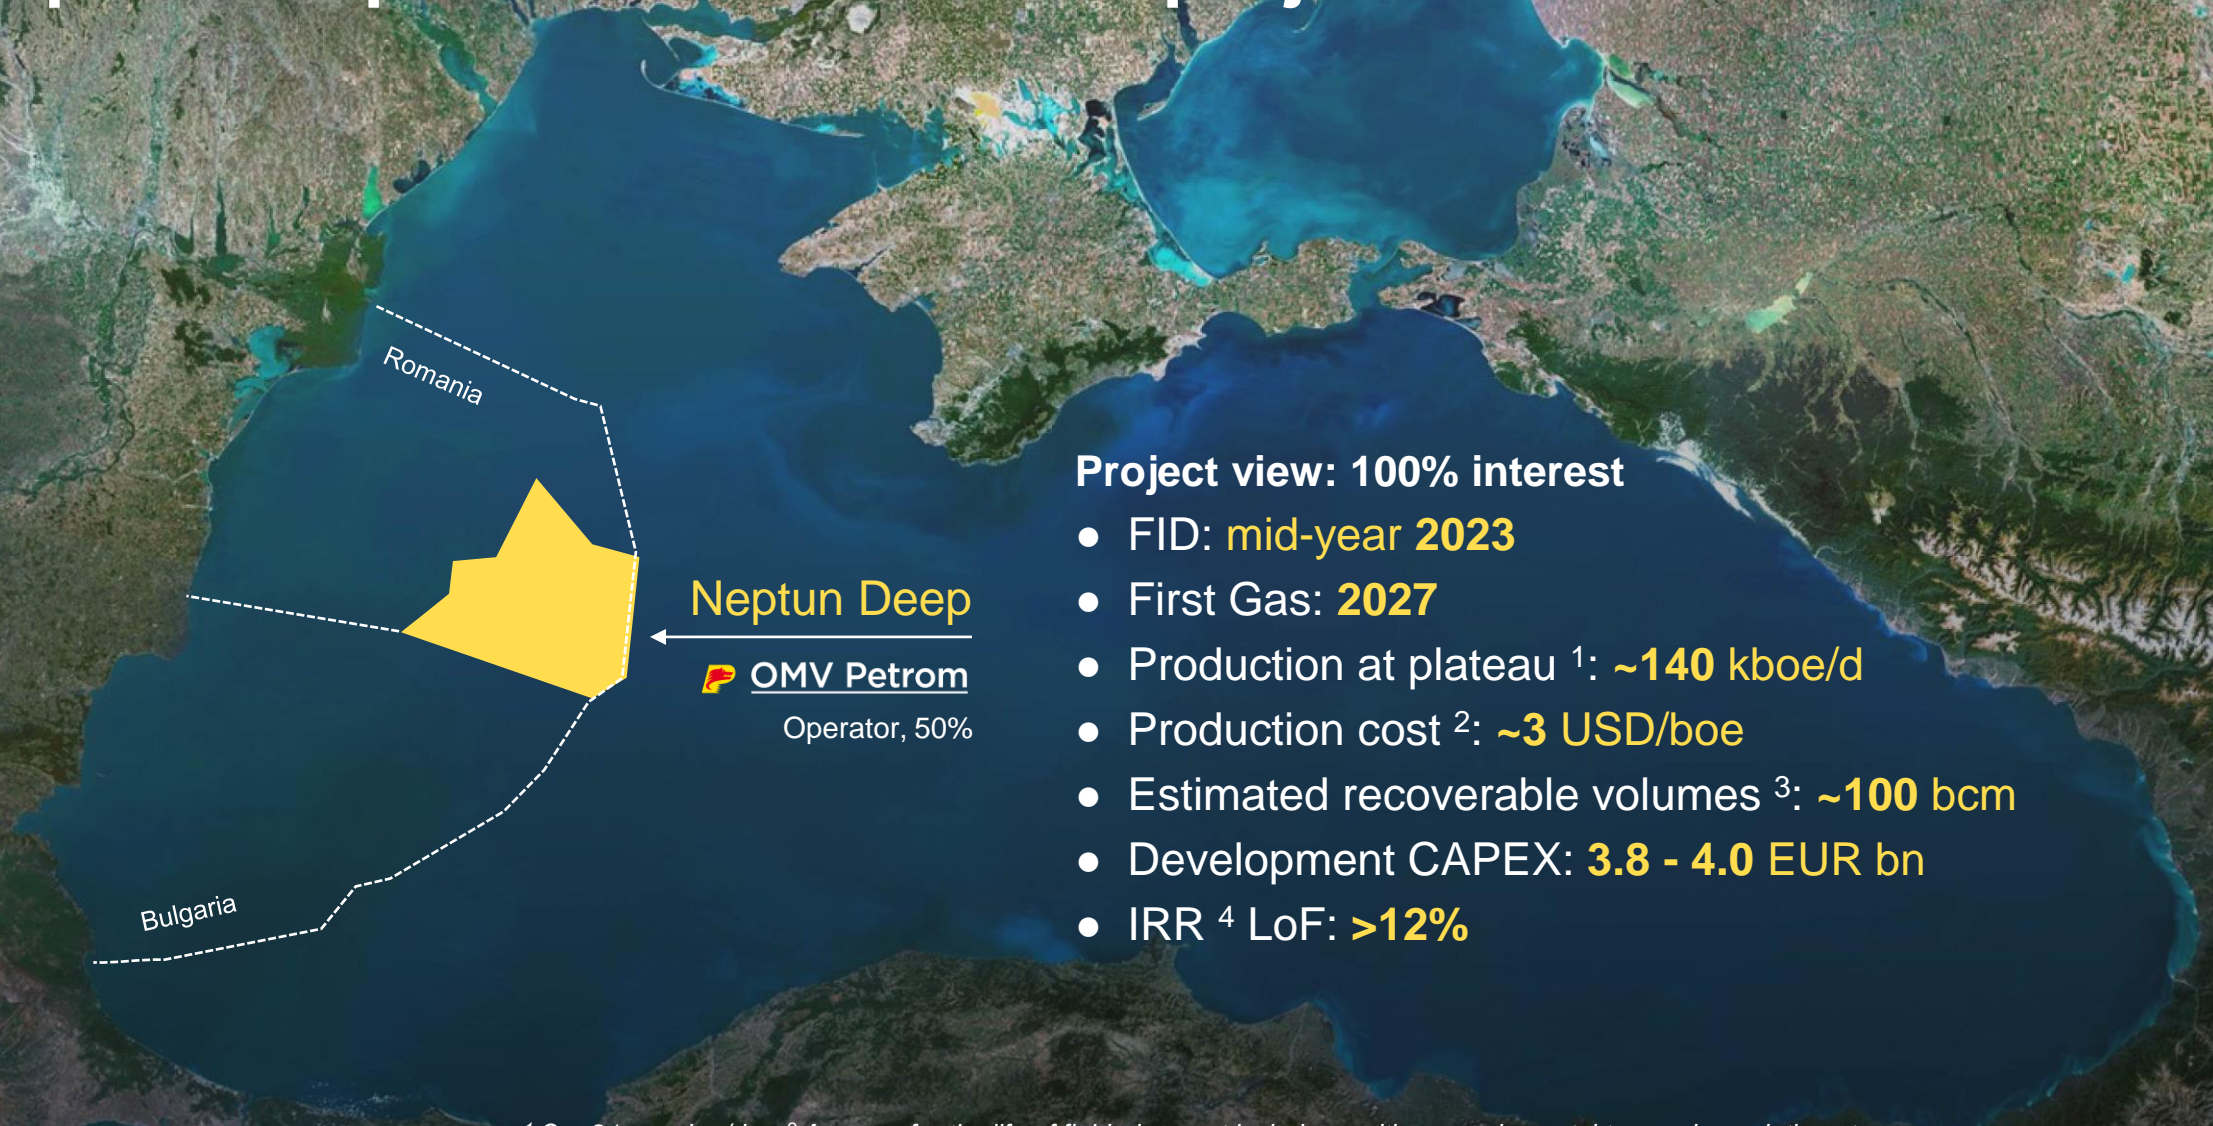 Romania
Neptun Deep
OMV Petrom
Operator, 50%
Bulgaria
Project view: 100% interest
● FID: mid-year 2023
● First Gas: 2027
● Production at plateau ¹: ~140 kboe/d
● Production cost ²: ~3 USD/boe
● Estimated recoverable volumes ³: ~100 bcm
● Development CAPEX: 3.8 - 4.0 EUR bn
● IRR ⁴ LoF: >12%